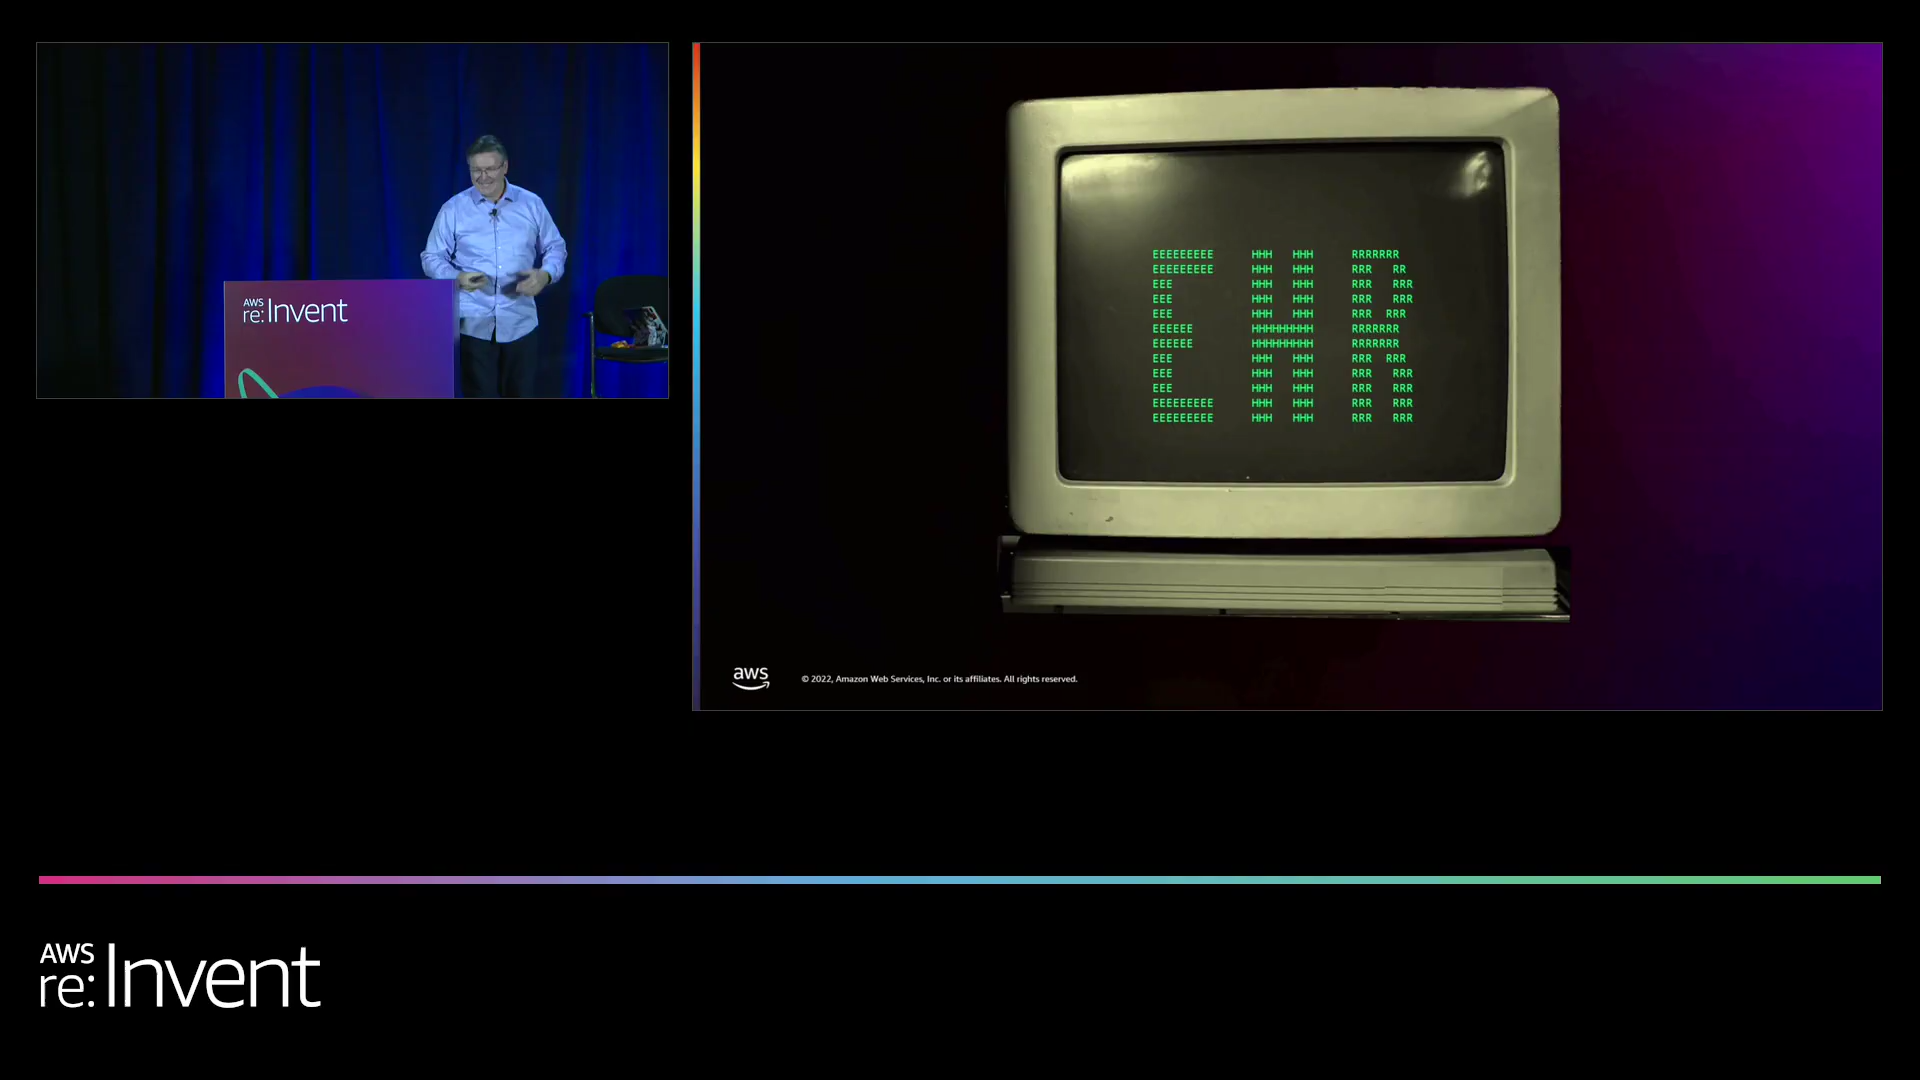 AWS
re:Invent
EEEEEEEEE HHH HHH RRRRRRR
EEEEEEEEE HHH HHH RRR RR
EEE HHH HHH RRR RRR
EEE HHH HHH RRR RRR
EEE HHH HHH RRR RRR
EEEEEE HHHHHHHHH RRRRRRR
EEEEEE HHHHHHHHH RRRRRRR
EEE HHH HHH RRR RRR
EEE HHH HHH RRR RRR
EEE HHH HHH RRR RRR
EEEEEEEEE HHH HHH RRR RRR
EEEEEEEEE HHH HHH RRR RRR
aws
© 2022, Amazon Web Services, Inc. or its affiliates. All rights reserved.
AWS
re:Invent